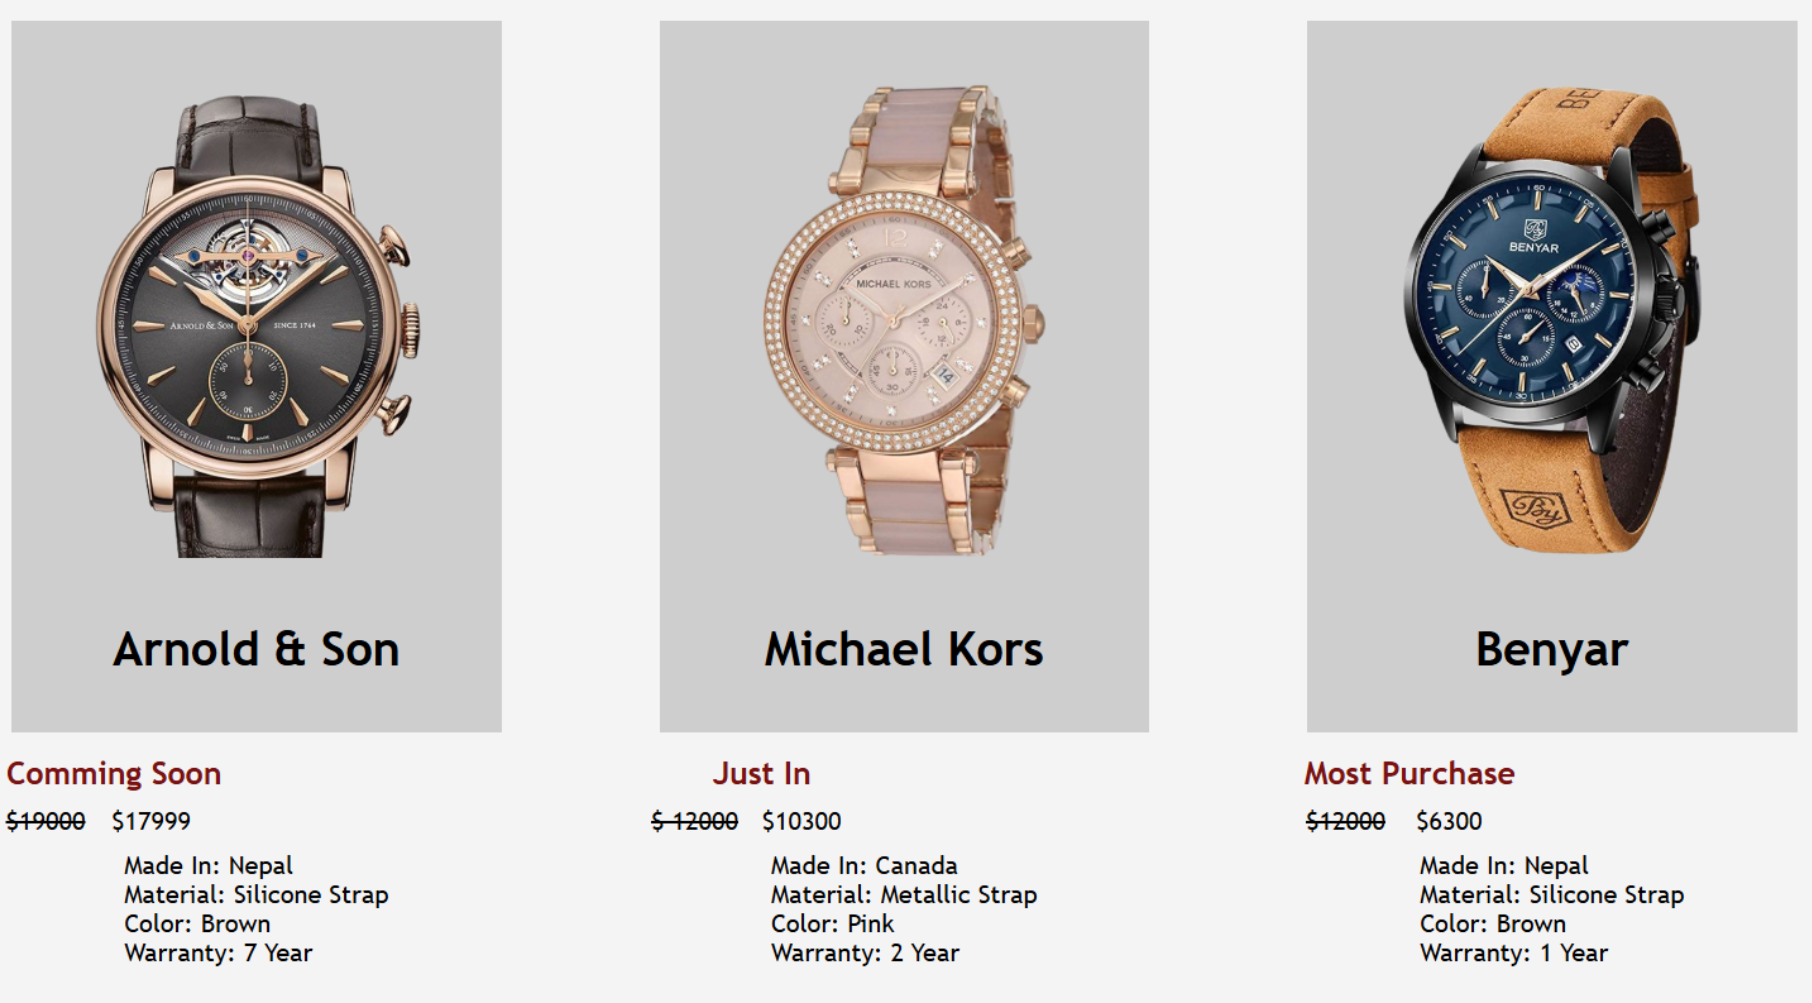 ARNOLD & SON SINCE 1764
Arnold & Son
Comming Soon
$19000 $17999
Made In: Nepal
Material: Silicone Strap
Color: Brown
Warranty: 7 Year
12
MICHAEL KORS
14
Michael Kors
Just In
$ 12000 $10300
Made In: Canada
Material: Metallic Strap
Color: Pink
Warranty: 2 Year
BENYAR
By
Benyar
Most Purchase
$12000 $6300
Made In: Nepal
Material: Silicone Strap
Color: Brown
Warranty: 1 Year